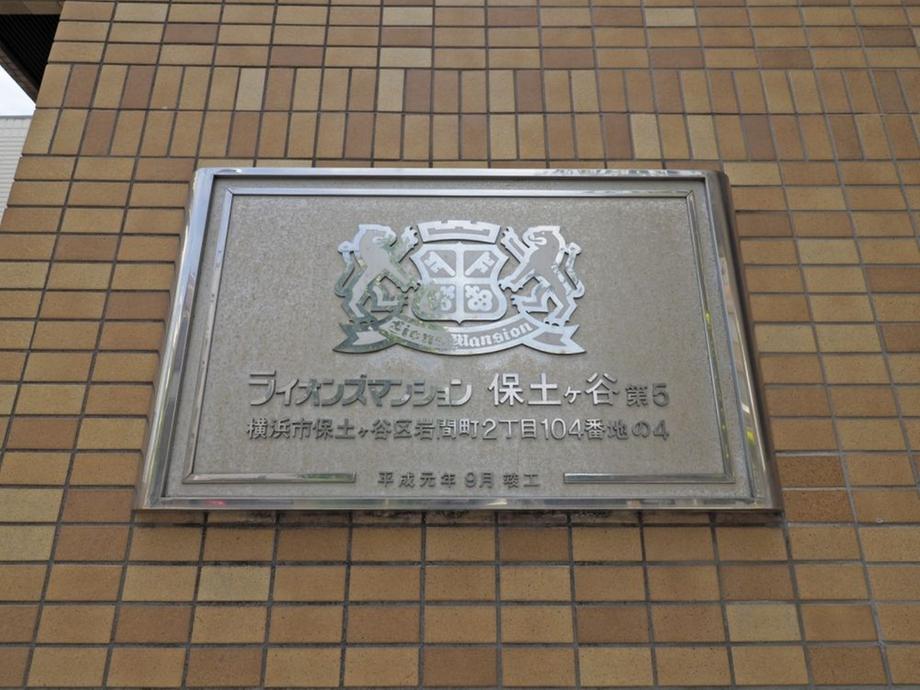 Lions Mansion
ライオンズマンション 保土ヶ谷 第5
横浜市保土ヶ谷区岩間町2丁目104番地の4
平成元年9月竣工